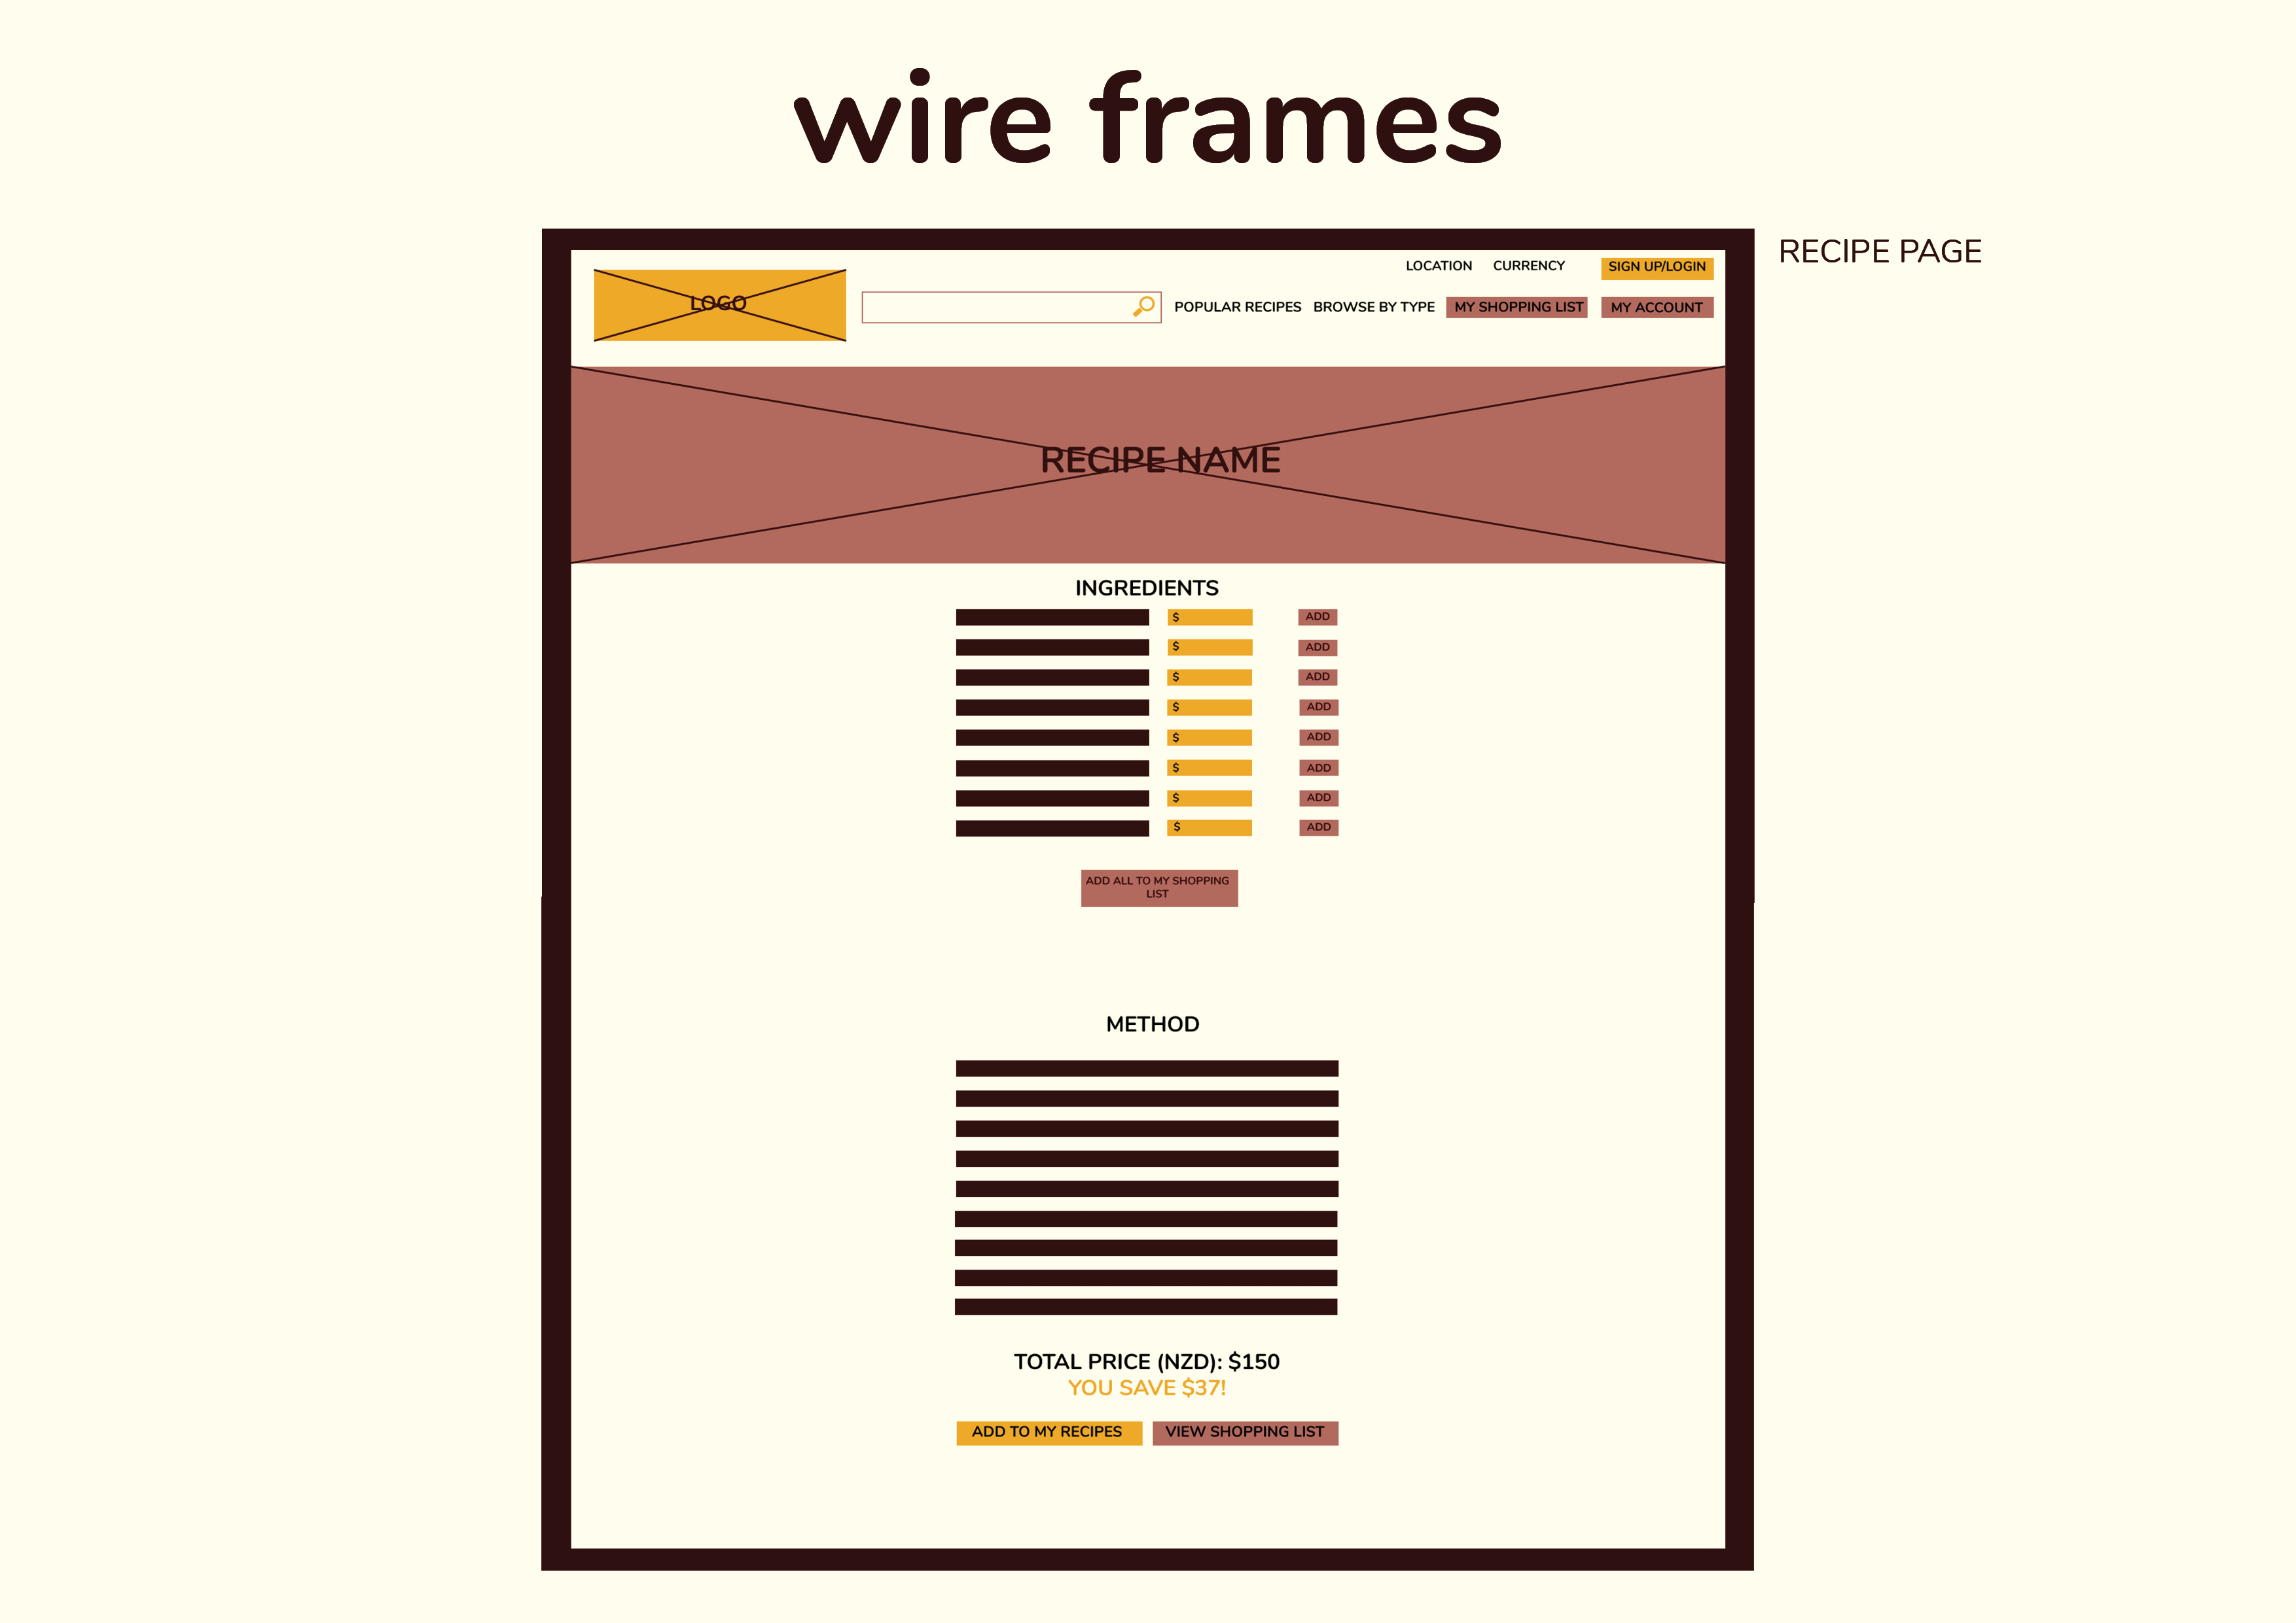 wire frames
RECIPE PAGE
LOCATION CURRENCY SIGN UP/LOGIN
LOGO
POPULAR RECIPES BROWSE BY TYPE MY SHOPPING LIST MY ACCOUNT
RECIPE NAME
INGREDIENTS
$ ADD
$ ADD
$ ADD
$ ADD
$ ADD
$ ADD
$ ADD
$ ADD
ADD ALL TO MY SHOPPING
LIST
METHOD
TOTAL PRICE (NZD): $150
YOU SAVE $37!
ADD TO MY RECIPES VIEW SHOPPING LIST